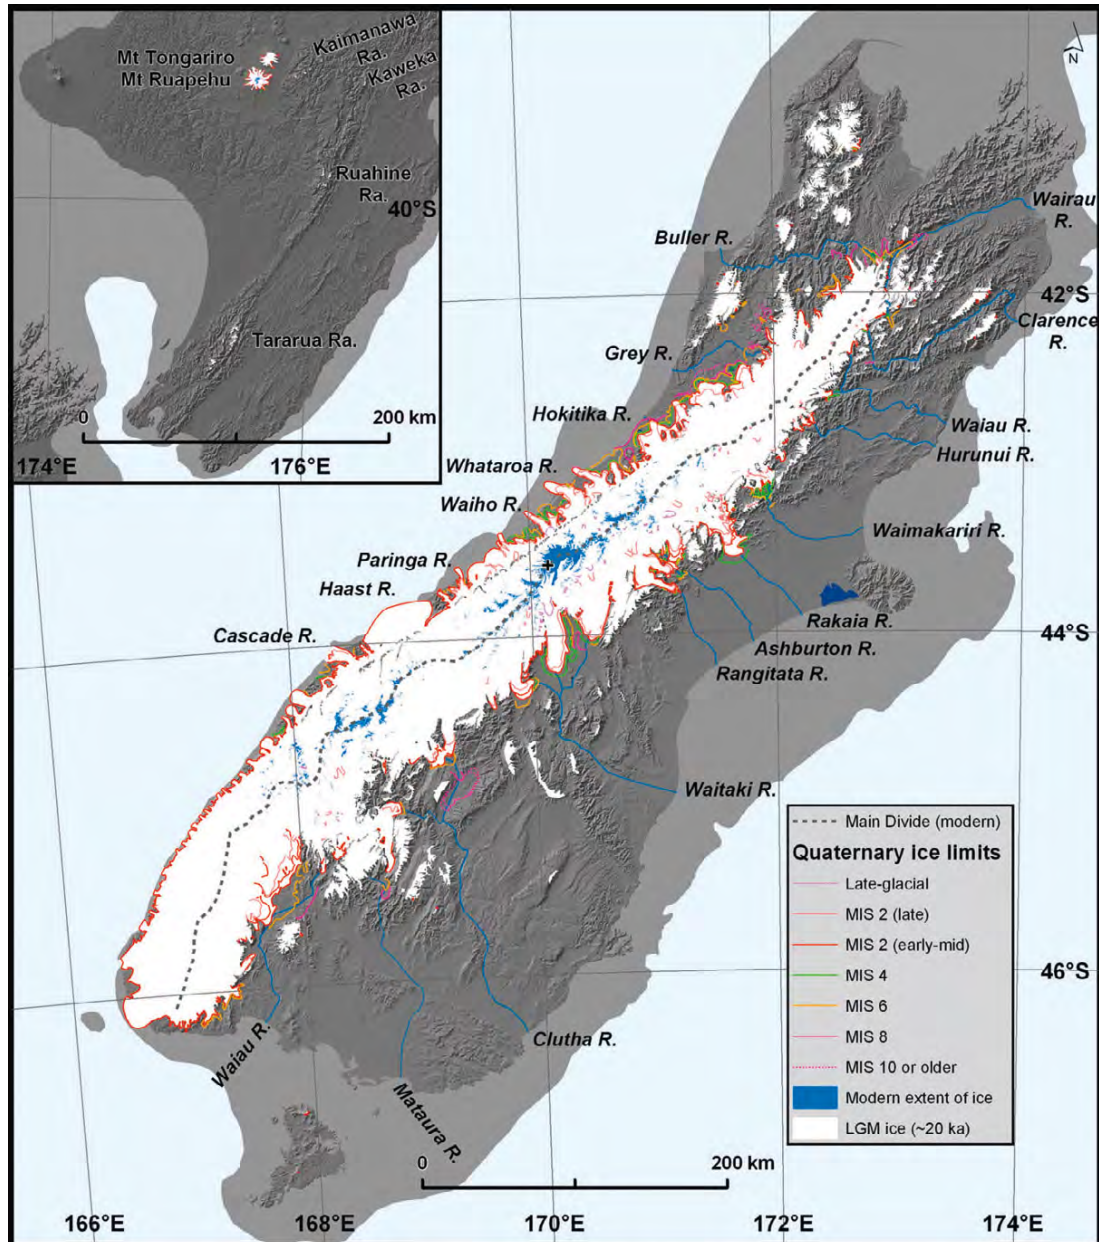 Kaimanawa
Ra.
Mt Tongariro
Mt Ruapehu
Kaweka
Ra.
Ruahine
Ra.
40°S
Tararua Ra.
0
200 km
174°E
176°E
N
Wairau
R.
Buller R.
42°S
Clarence
R.
Grey R.
Hokitika R.
Waiau R.
Hurunui R.
Whataroa R.
Waiho R.
Waimakariri R.
Paringa R.
Haast R.
Rakaia R.
Cascade R.
44°S
Ashburton R.
Rangitata R.
Waitaki R.
Main Divide (modern)
Quaternary ice limits
Late-glacial
MIS 2 (late)
MIS 2 (early-mid)
MIS 4
MIS 6
MIS 8
MIS 10 or older
Modern extent of ice
LGM ice (~20 ka)
46°S
Clutha R.
Waiau R.
Mataura R.
0
200 km
166°E
168°E
170°E
172°E
174°E